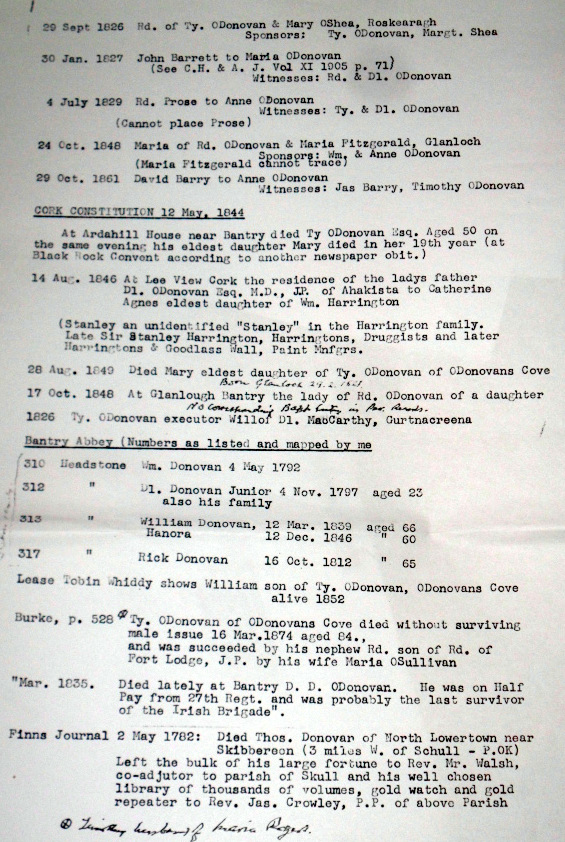 29 Sept 1826 Rd. of Ty. ODonovan & Mary OShea, Roskearagh
Sponsors: Ty. ODonovan, Margt. Shea
30 Jan. 1827 John Barrett to Maria ODonovan
(See C.H. & A. J. Vol XI 1905 p. 71)
Witnesses: Rd. & Dl. ODonovan
4 July 1829 Rd. Prose to Anne ODonovan
Witnesses: Ty. & Dl. ODonovan
(Cannot place Prose)
24 Oct. 1848 Maria of Rd. ODonovan & Maria Fitzgerald, Glanloch
Sponsors: Wm. & Anne ODonovan
(Maria Fitzgerald cannot trace)
29 Oct. 1861 David Barry to Anne ODonovan
Witnesses: Jas Barry, Timothy ODonovan
CORK CONSTITUTION 12 May, 1844
At Ardahill House near Bantry died Ty ODonovan Esq. Aged 50 on
the same evening his eldest daughter Mary died in her 19th year (at
Black Rock Convent according to another newspaper obit.)
14 Aug. 1846 At Lee View Cork the residence of the ladys father
Dl. ODonovan Esq. M.D., JP. of Ahakista to Catherine
Agnes eldest daughter of Wm. Harrington
(Stanley an unidentified "Stanley" in the Harrington family.
Late Sir Stanley Harrington, Harringtons, Druggists and later
Harringtons & Goodlass Wall, Paint Mnfgrs.
28 Aug. 1849 Died Mary eldest daughter of Ty. ODonovan of ODonovans Cove
Born Glanloch 29.2.
17 Oct. 1848 At Glanlough Bantry the lady of Rd. ODonovan of a daughter
No corresponding Bapt Entry in Par. Records.
1826 Ty. ODonovan executor Willof Dl. MacCarthy, Gurtnacreena
Bantry Abbey (Numbers as listed and mapped by me
310 Headstone Wm. Donovan 4 May 1792
312 " Dl. Donovan Junior 4 Nov. 1797 aged 23
also his family
313 " William Donovan, 12 Mar. 1839 aged 66
Hanora 12 Dec. 1846 " 60
317 " Rick Donovan 16 Oct. 1812 " 65
Lease Tobin Whiddy shows William son of Ty. ODonovan, ODonovans Cove
alive 1852
Burke, p. 528 Ty. ODonovan of ODonovans Cove died without surviving
male issue 16 Mar.1874 aged 84.,
and was succeeded by his nephew Rd. son of Rd. of
Fort Lodge, J.P. by his wife Maria OSullivan
"Mar. 1835. Died lately at Bantry D. D. ODonovan. He was on Half
Pay from 27th Regt. and was probably the last survivor
of the Irish Brigade".
Finns Journal 2 May 1782: Died Thos. Donovan of North Lowertown near
Skibbereen (3 miles W. of Schull - P.OK)
Left the bulk of his large fortune to Rev. Mr. Walsh,
co-adjutor to parish of Skull and his well chosen
library of thousands of volumes, gold watch and gold
repeater to Rev. Jas. Crowley, P.P. of above Parish
Timothy husband of Maria Rogers.